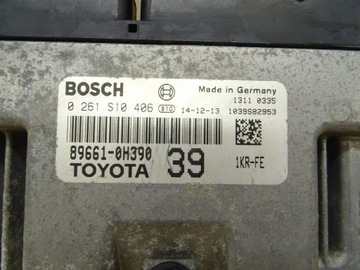 BOSCH
Made in Germany
1311 0335
0 261 S10 406 E10 14-12-13 1039S82953
89661-0H390
39
1KR-FE
TOYOTA